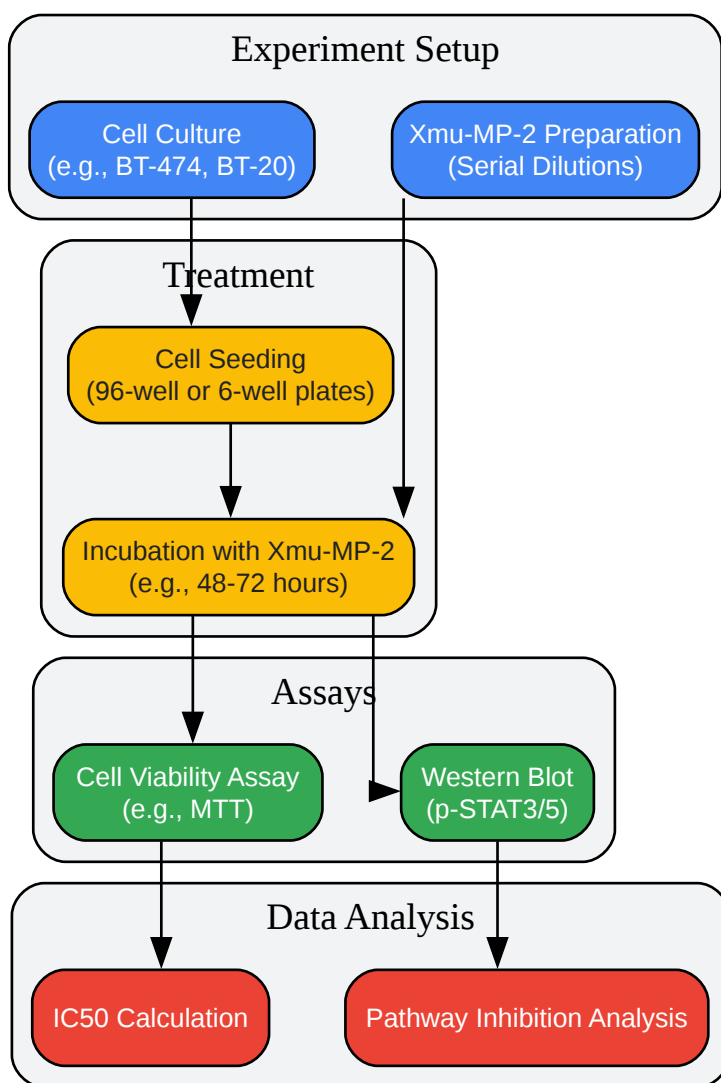 Experiment Setup
Cell Culture
(e.g., BT-474, BT-20)
Xmu-MP-2 Preparation
(Serial Dilutions)
Treatment
Cell Seeding
(96-well or 6-well plates)
Incubation with Xmu-MP-2
(e.g., 48-72 hours)
Assays
Cell Viability Assay
(e.g., MTT)
Western Blot
(p-STAT3/5)
Data Analysis
IC50 Calculation
Pathway Inhibition Analysis